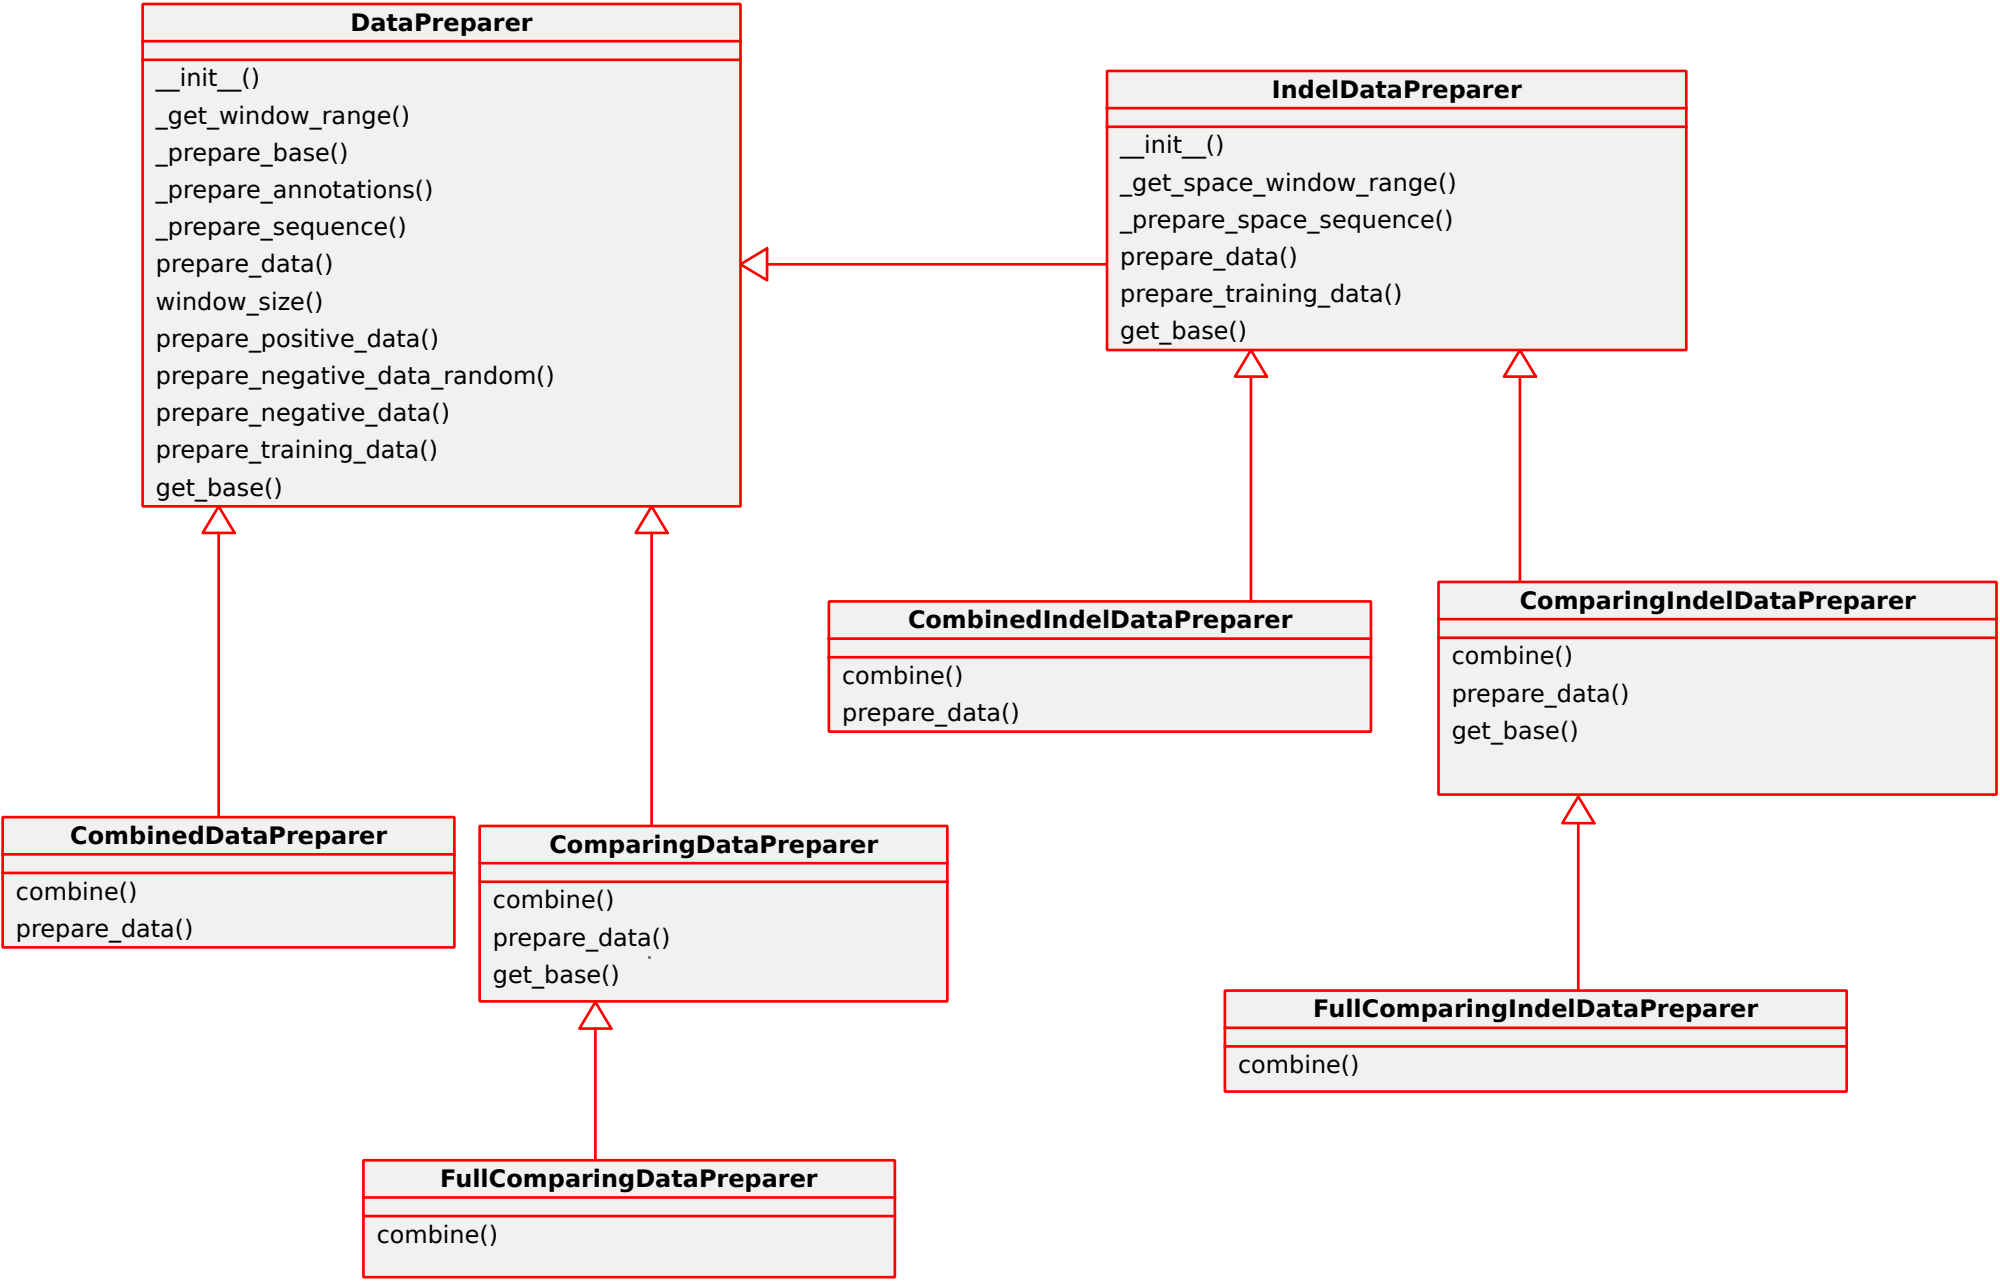 DataPreparer
__init__()
_get_window_range()
_prepare_base()
_prepare_annotations()
_prepare_sequence()
prepare_data()
window_size()
prepare_positive_data()
prepare_negative_data_random()
prepare_negative_data()
prepare_training_data()
get_base()
IndelDataPreparer
__init__()
_get_space_window_range()
_prepare_space_sequence()
prepare_data()
prepare_training_data()
get_base()
CombinedIndelDataPreparer
combine()
prepare_data()
ComparingIndelDataPreparer
combine()
prepare_data()
get_base()
CombinedDataPreparer
combine()
prepare_data()
ComparingDataPreparer
combine()
prepare_data()
get_base()
FullComparingIndelDataPreparer
combine()
FullComparingDataPreparer
combine()